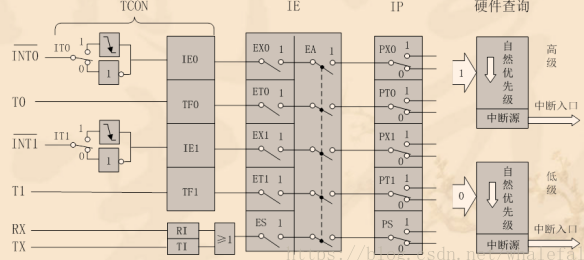 TCON IE IP 硬件查询
INT0 IT0 1 0 1 IE0 EX0 1 EA 1 PX0 1 0
T0 TF0 ET0 1 PT0 1 0
INT1 IT1 1 0 1 IE1 EX1 1 PX1 1 0
T1 TF1 ET1 1 PT1 1 0
RX RI ≥1 ES 1 PS 1 0
TX TI
1 自然优先级 高级
中断源 中断入口
0 自然优先级 低级
中断源 中断入口